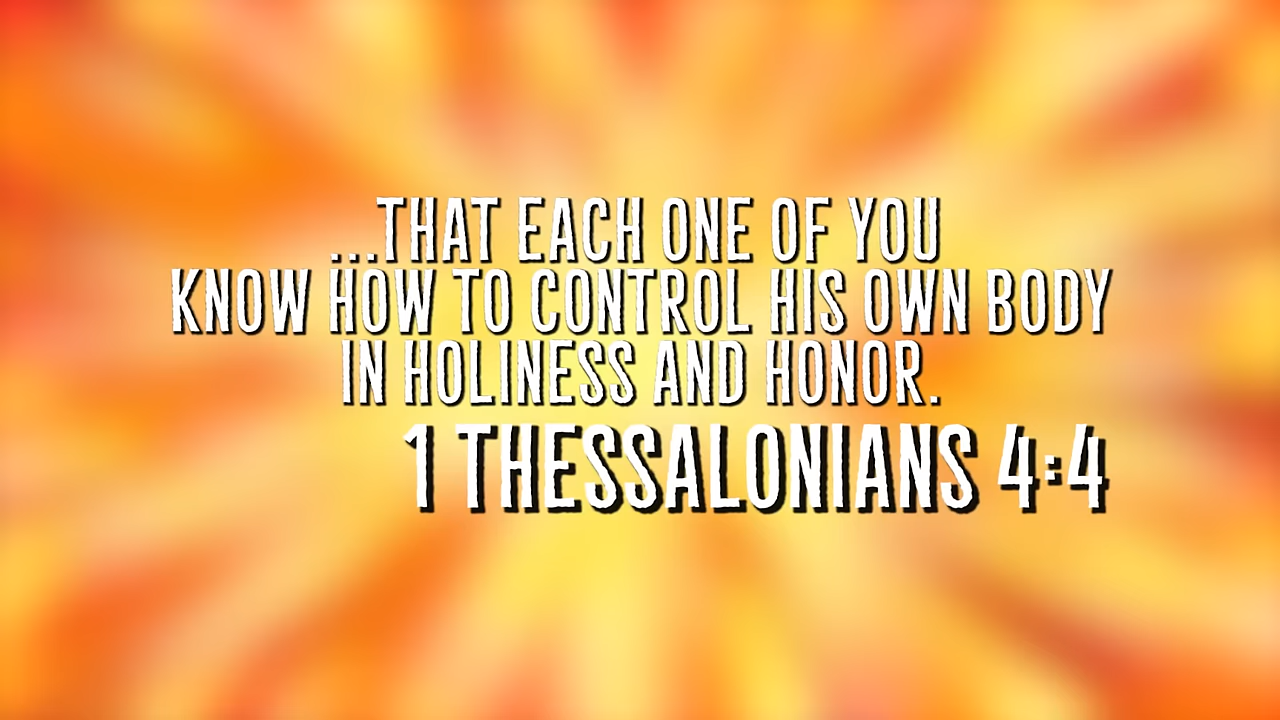 ...THAT EACH ONE OF YOU
KNOW HOW TO CONTROL HIS OWN BODY
IN HOLINESS AND HONOR.
1 THESSALONIANS 4:4